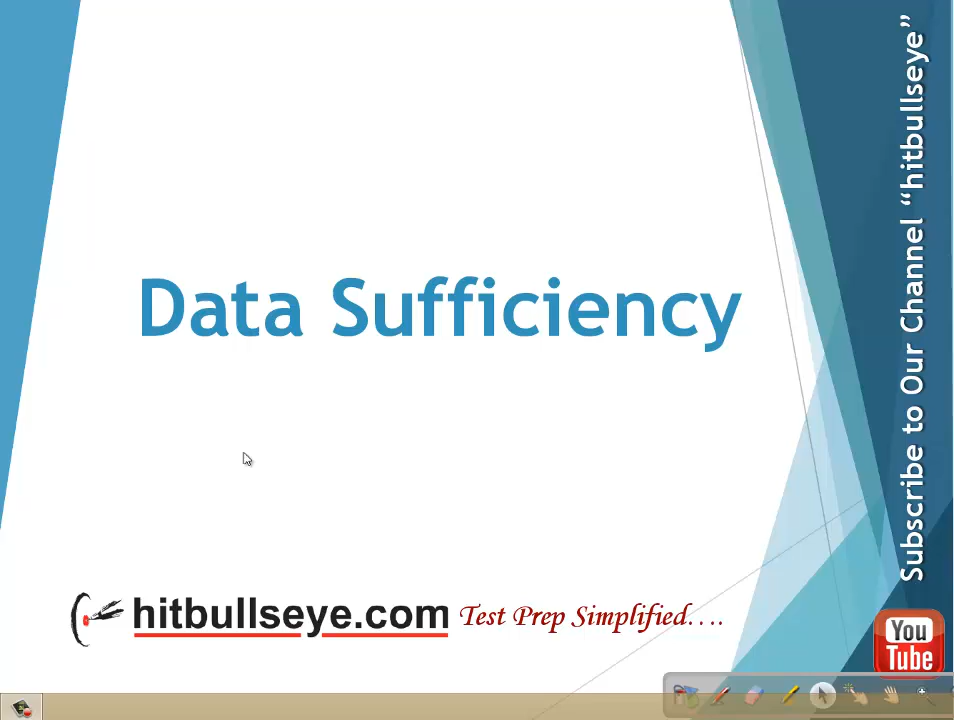 Data Sufficiency
hitbullseye.com Test Prep Simplified....
Subscribe to Our Channel “hitbullseye”
You
Tube